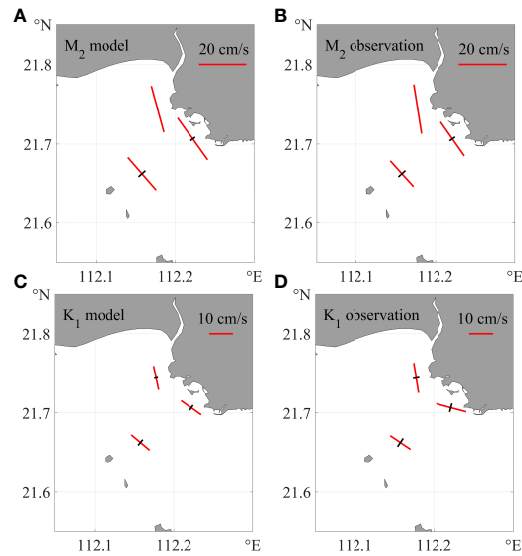 A
B
°N
M2 model
20 cm/s
°N
M2 observation
20 cm/s
21.8
21.8
21.7
21.7
21.6
21.6
112.1
112.2
°E
112.1
112.2
°E
C
D
°N
K1 model
10 cm/s
°N
K1 observation
10 cm/s
21.8
21.8
21.7
21.7
21.6
21.6
112.1
112.2
°E
112.1
112.2
°E